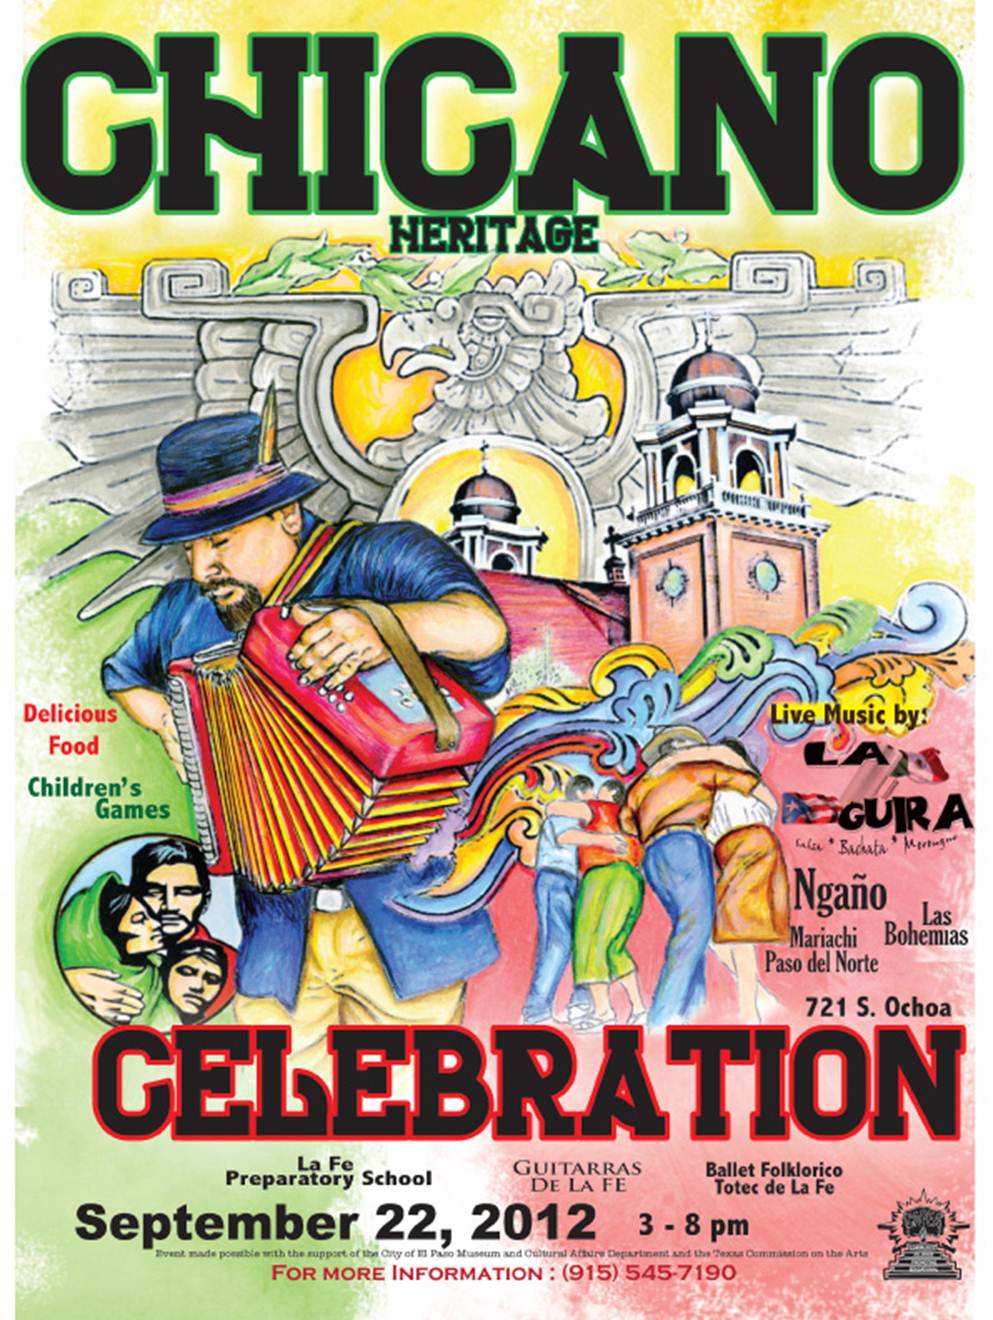 CHICANO
HERITAGE
Delicious
Food
Children's
Games
Live Music by:
LA
GUIRA
Salsa * Bachata * Merengue
Ngaño
Las
Bohemias
Mariachi
Paso del Norte
721 S. Ochoa
CELEBRATION
La Fe
Preparatory School
GUITARRAS
DE LA FE
Ballet Folklorico
Totec de La Fe
September 22, 2012 3 - 8 pm
Event made possible with the support of the City of El Paso Museum and Cultural Affairs Department and the Texas Commission on the Arts
FOR MORE INFORMATION : (915) 545-7190